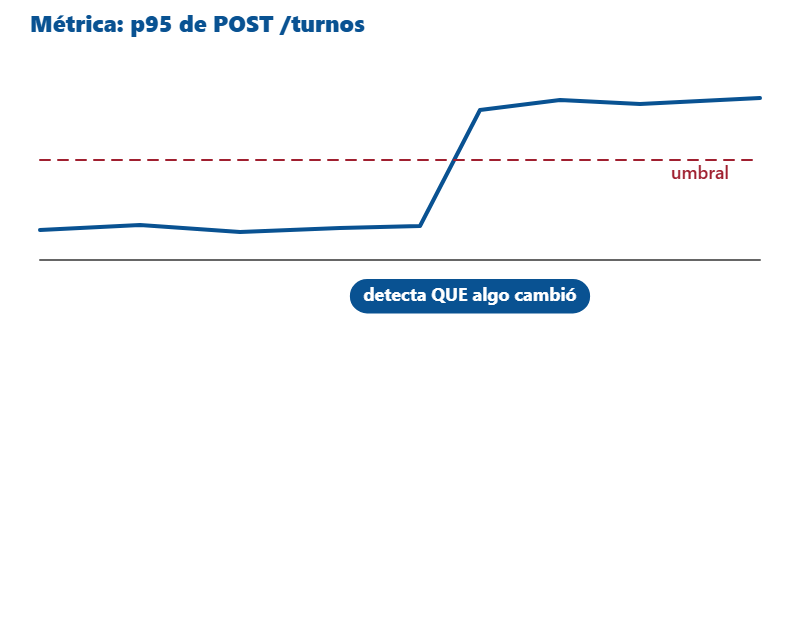 Métrica: p95 de POST /turnos
umbral
detecta QUE algo cambió